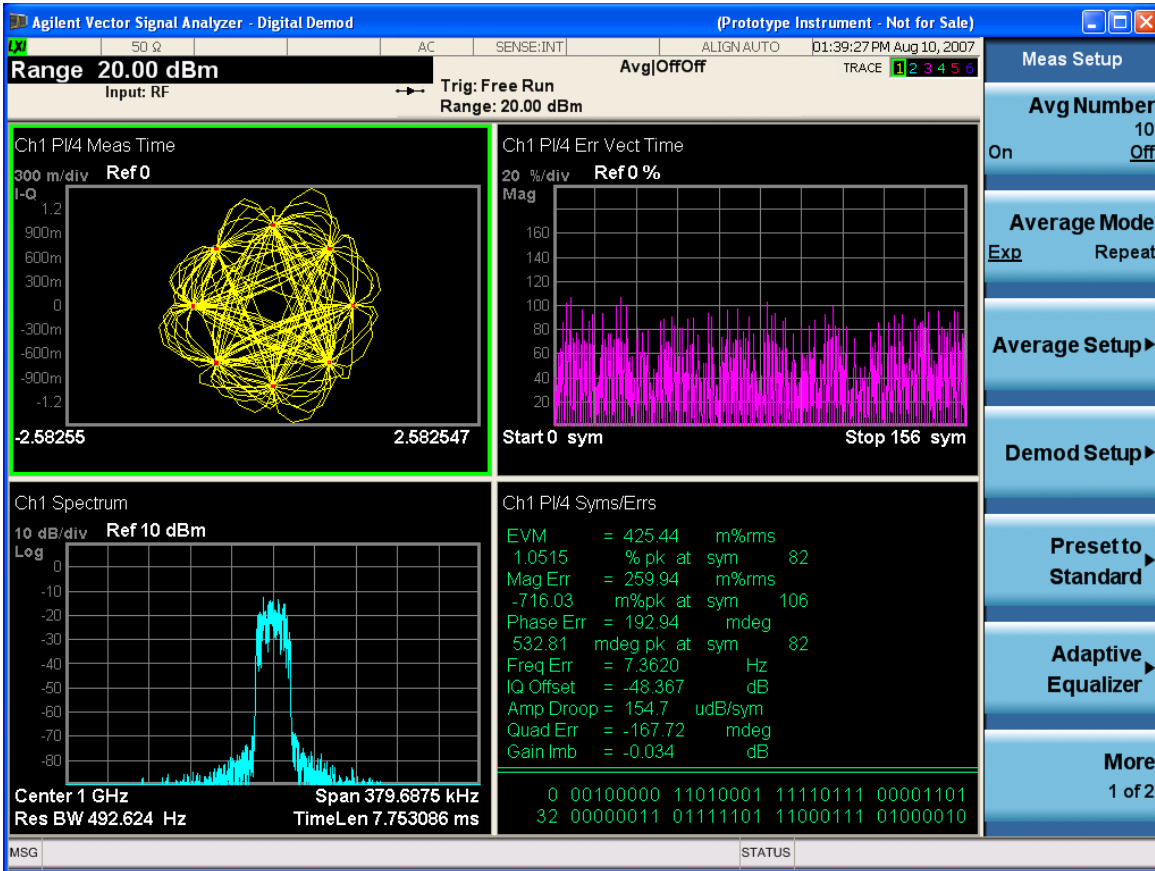 Agilent Vector Signal Analyzer - Digital Demod (Prototype Instrument - Not for Sale)
LXI 50 Ω AC SENSE:INT ALIGN AUTO 01:39:27 PM Aug 10, 2007
Range 20.00 dBm
Input: RF
Trig: Free Run
Range: 20.00 dBm
Avg|OffOff
TRACE 1 2 3 4 5 6
Ch1 PI/4 Meas Time
300 m/div Ref 0
I-Q
1.2
900m
600m
300m
0
-300m
-600m
-900m
-1.2
-2.58255 2.582547
Ch1 PI/4 Err Vect Time
20 %/div Ref 0 %
Mag
160
140
120
100
80
60
40
20
Start 0 sym Stop 156 sym
Ch1 Spectrum
10 dB/div Ref 10 dBm
Log
0
-10
-20
-30
-40
-50
-60
-70
-80
Center 1 GHz Span 379.6875 kHz
Res BW 492.624 Hz TimeLen 7.753086 ms
Ch1 PI/4 Syms/Errs
EVM = 425.44 m%rms
1.0515 % pk at sym 82
Mag Err = 259.94 m%rms
-716.03 m%pk at sym 106
Phase Err = 192.94 mdeg
532.81 mdeg pk at sym 82
Freq Err = 7.3620 Hz
IQ Offset = -48.367 dB
Amp Droop = 154.7 udB/sym
Quad Err = -167.72 mdeg
Gain Imb = -0.034 dB
0 00100000 11010001 11110111 00001101
32 00000011 01111101 11000111 01000010
Meas Setup
Avg Number
10
On Off
Average Mode
Exp Repeat
Average Setup
Demod Setup
Preset to
Standard
Adaptive
Equalizer
More
1 of 2
MSG STATUS